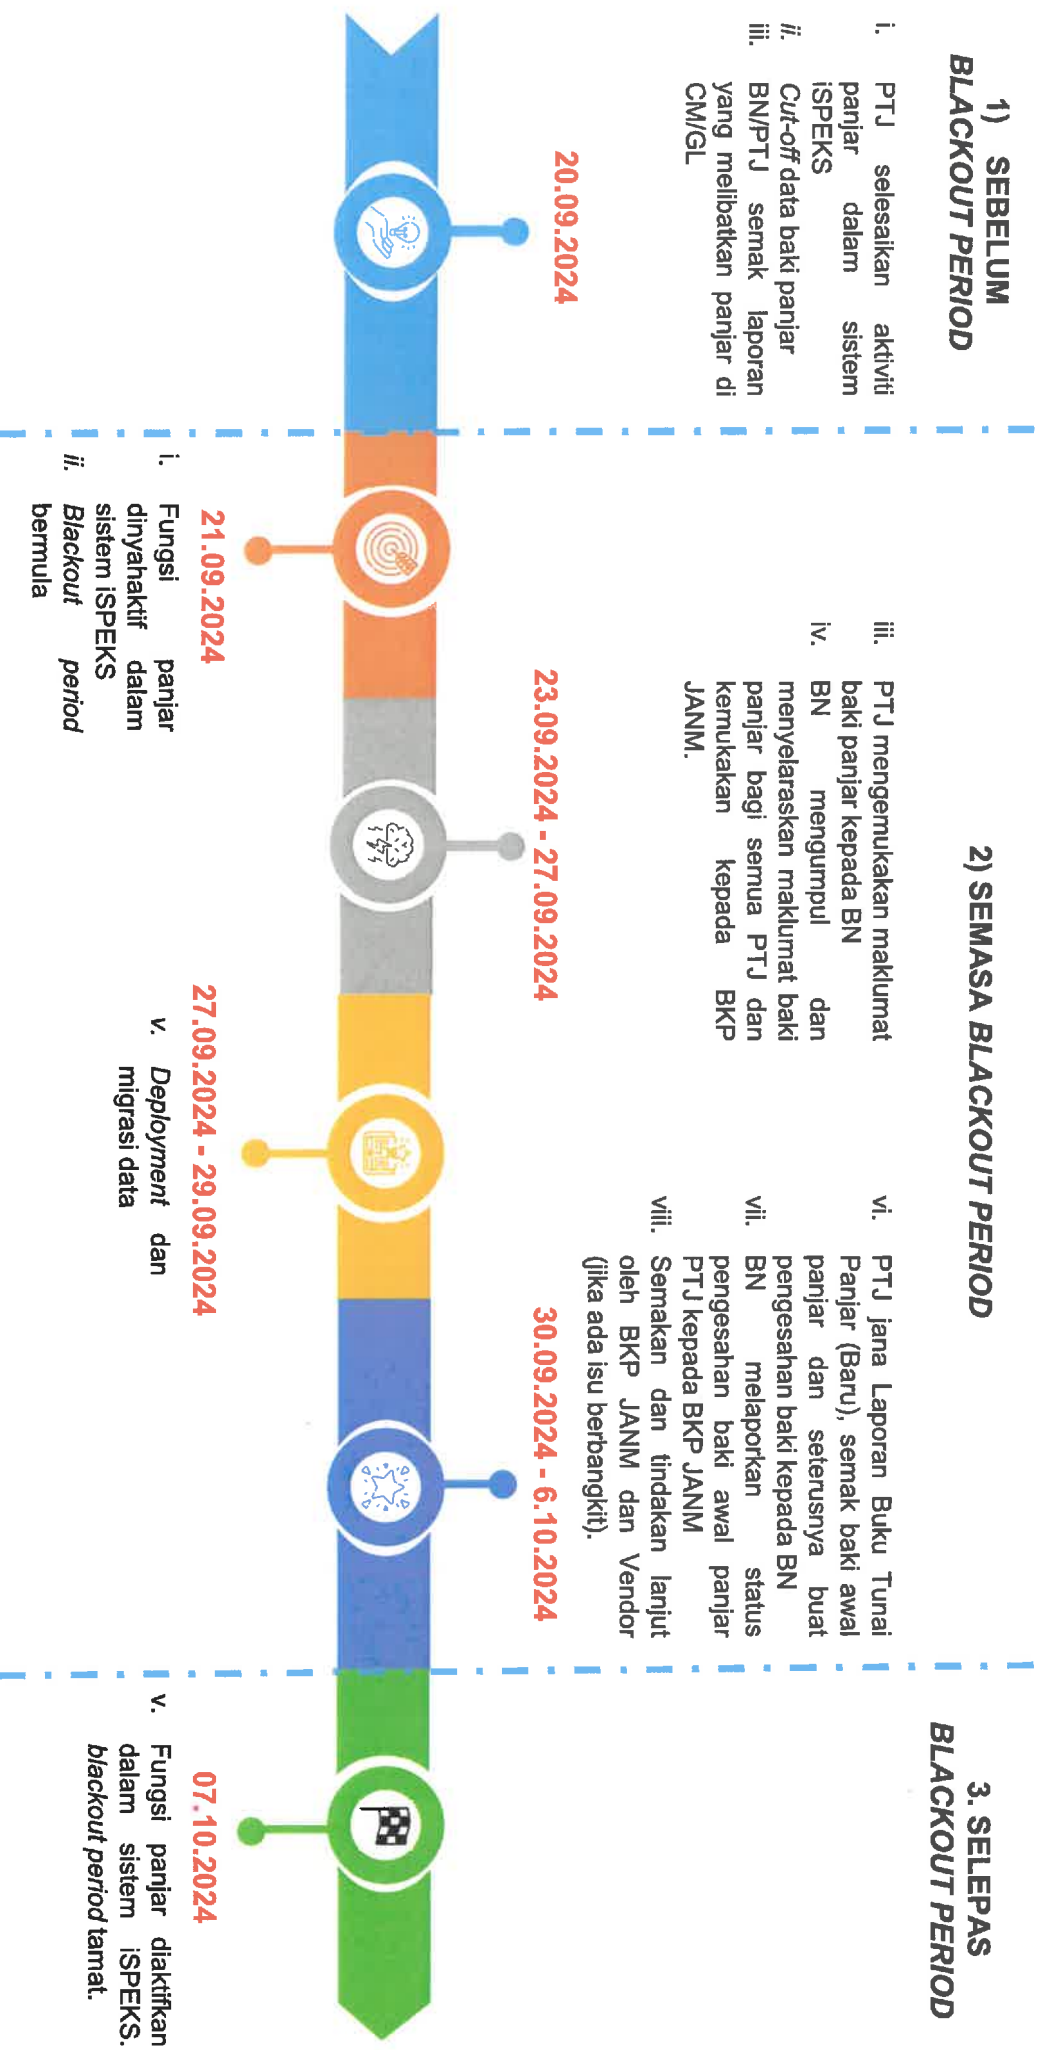 1) SEBELUM
BLACKOUT PERIOD
i. PTJ selesaikan aktiviti
panjar dalam sistem
iSPEKS
ii. Cut-off data baki panjar
iii. BN/PTJ semak laporan
yang melibatkan panjar di
CM/GL
20.09.2024
2) SEMASA BLACKOUT PERIOD
21.09.2024
i. Fungsi panjar
dinyahaktif dalam
sistem iSPEKS
ii. Blackout period
bermula
iii. PTJ mengemukakan maklumat
baki panjar kepada BN
iv. BN mengumpul dan
menyelaraskan maklumat baki
panjar bagi semua PTJ dan
kemukakan kepada BKP
JANM.
23.09.2024 - 27.09.2024
27.09.2024 - 29.09.2024
v. Deployment dan
migrasi data
vi. PTJ jana Laporan Buku Tunai
Panjar (Baru), semak baki awal
panjar dan seterusnya buat
pengesahan baki kepada BN
vii. BN melaporkan status
pengesahan baki awal panjar
PTJ kepada BKP JANM
viii. Semakan dan tindakan lanjut
oleh BKP JANM dan Vendor
(jika ada isu berbangkit).
30.09.2024 - 6.10.2024
3. SELEPAS
BLACKOUT PERIOD
07.10.2024
v. Fungsi panjar diaktifkan
dalam sistem iSPEKS.
blackout period tamat.